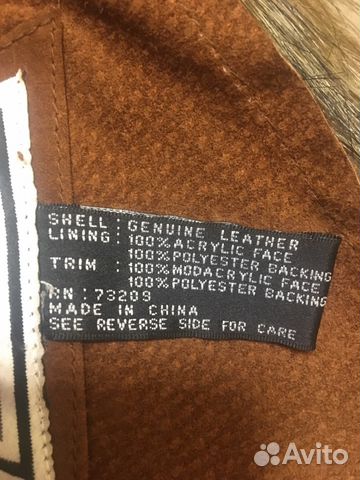 SHELL : GENUINE LEATHER
LINING : 100% ACRYLIC FACE
100% POLYESTER BACKING
TRIM : 100% MODACRYLIC FACE
100% POLYESTER BACKING
RN : 73209
MADE IN CHINA
SEE REVERSE SIDE FOR CARE
Avito